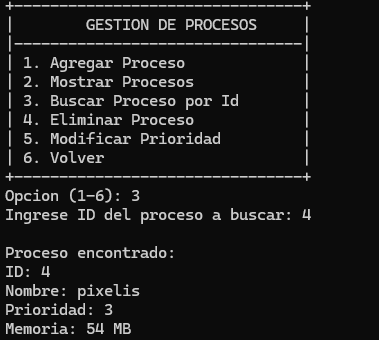 GESTION DE PROCESOS
1. Agregar Proceso
2. Mostrar Procesos
3. Buscar Proceso por Id
4. Eliminar Proceso
5. Modificar Prioridad
6. Volver
Opcion (1-6): 3
Ingrese ID del proceso a buscar: 4
Proceso encontrado:
ID: 4
Nombre: pixelis
Prioridad: 3
Memoria: 54 MB